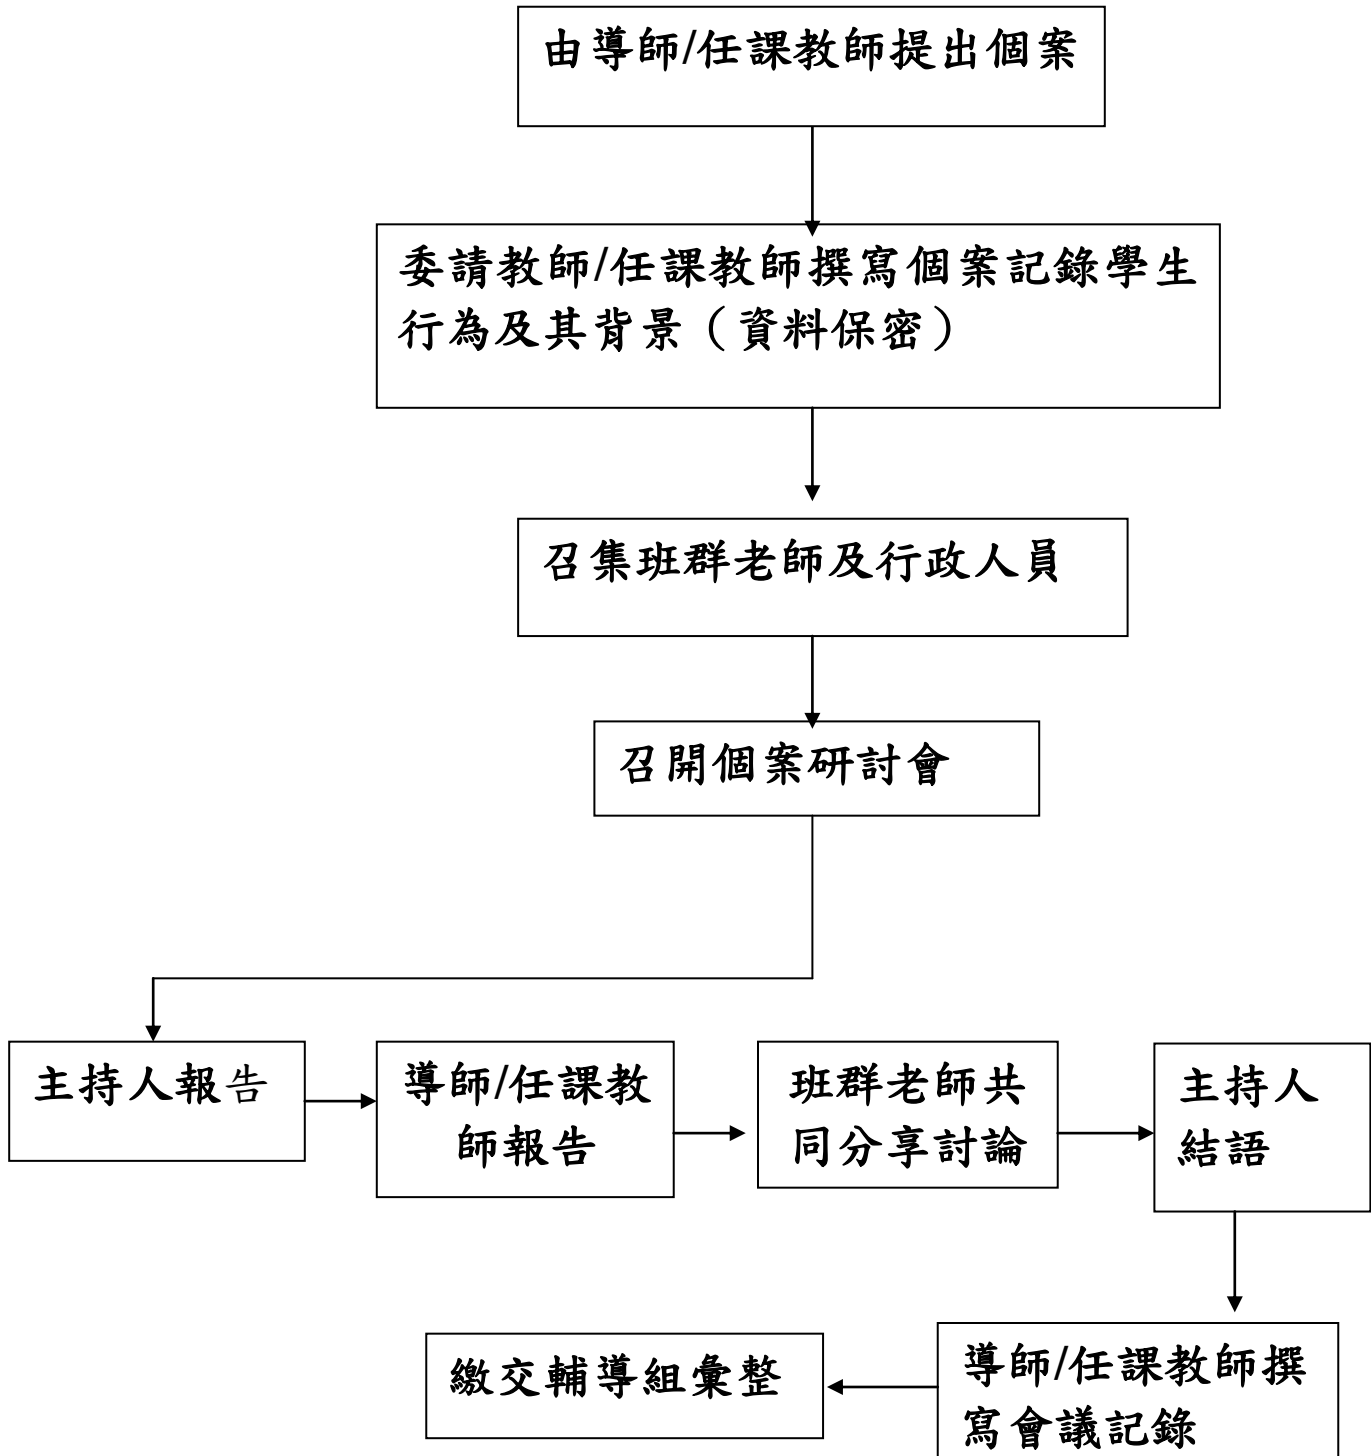 由導師/任課教師提出個案
委請教師/任課教師撰寫個案記錄學生
行為及其背景（資料保密）
召集班群老師及行政人員
召開個案研討會
主持人報告
導師/任課教
師報告
班群老師共
同分享討論
主持人
結語
導師/任課教師撰
寫會議記錄
繳交輔導組彙整